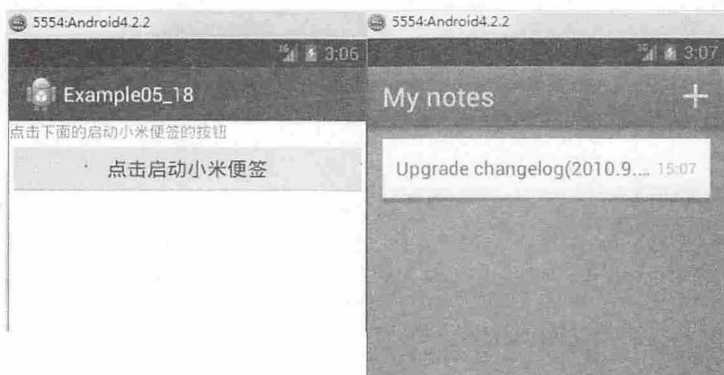 5554:Android4.2.2
3G 3:06
Example05_18
点击下面的启动小米便签的按钮
点击启动小米便签
5554:Android4.2.2
3G 3:07
My notes
+
Upgrade changelog(2010.9.... 15:07